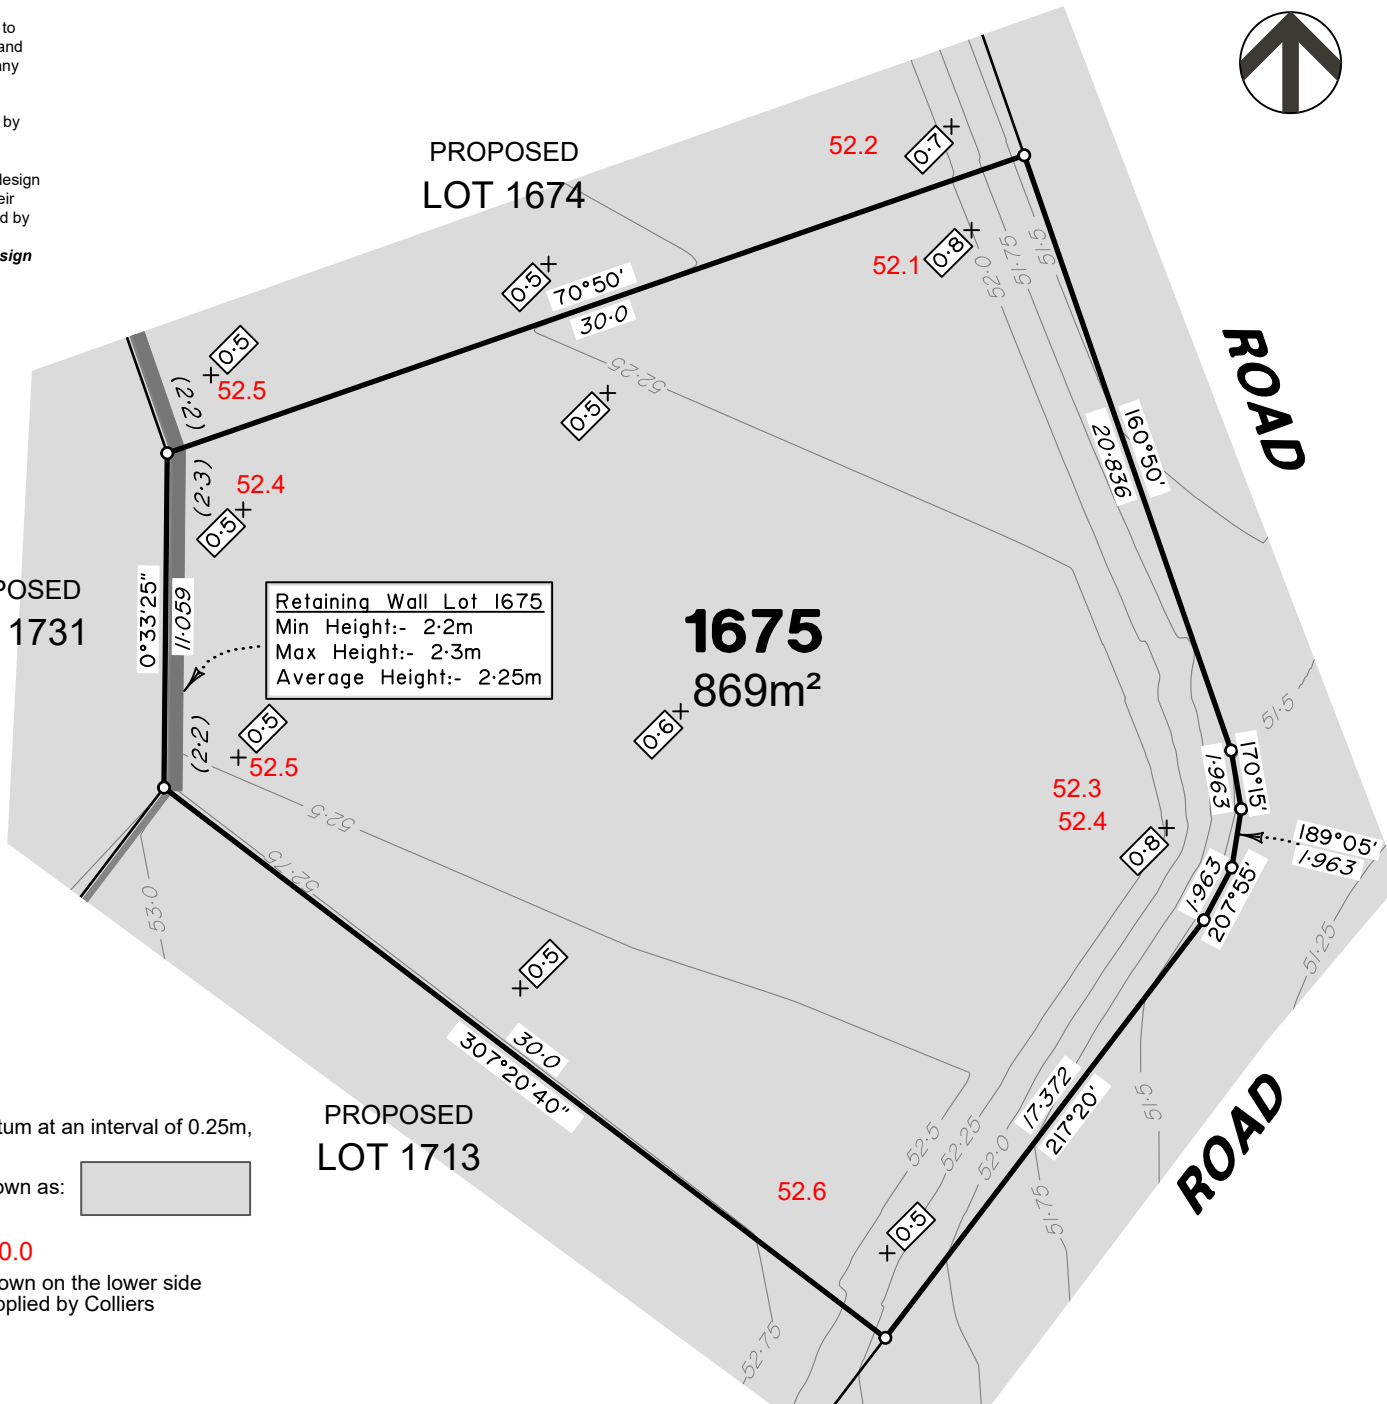 to
and
any
by
design
eir
d by
sign
PROPOSED
LOT 1674
52.2
0·7
52.1
0·8
52·0
51·75
51·5
0·5
70°50'
30·0
52·25
0·5
0·5
52.5
(2·2)
(2·3)
52.4
0·5
ROAD
160°50'
20·836
POSED
1731
0°33'25"
11·059
Retaining Wall Lot 1675
Min Height:- 2·2m
Max Height:- 2·3m
Average Height:- 2·25m
1675
869m²
(2·2)
0·5
52.5
0·6
51·5
170°15'
1·963
52.3
52.4
0·8
189°05'
1·963
1·963
207°55'
52·5
52·75
53·0
51·25
0·5
30·0
307°20'40"
PROPOSED
LOT 1713
17·372
217°20'
51·5
ROAD
52·5
52·25
52·0
51·75
52.6
0·5
52·75
tum at an interval of 0.25m,
own as:
0.0
own on the lower side
pplied by Colliers